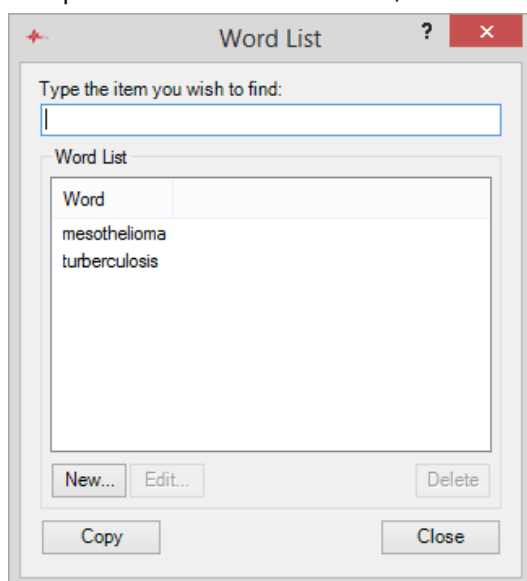 Word List ? ×
Type the item you wish to find:
Word List
Word
mesothelioma
turberculosis
New... Edit... Delete
Copy Close